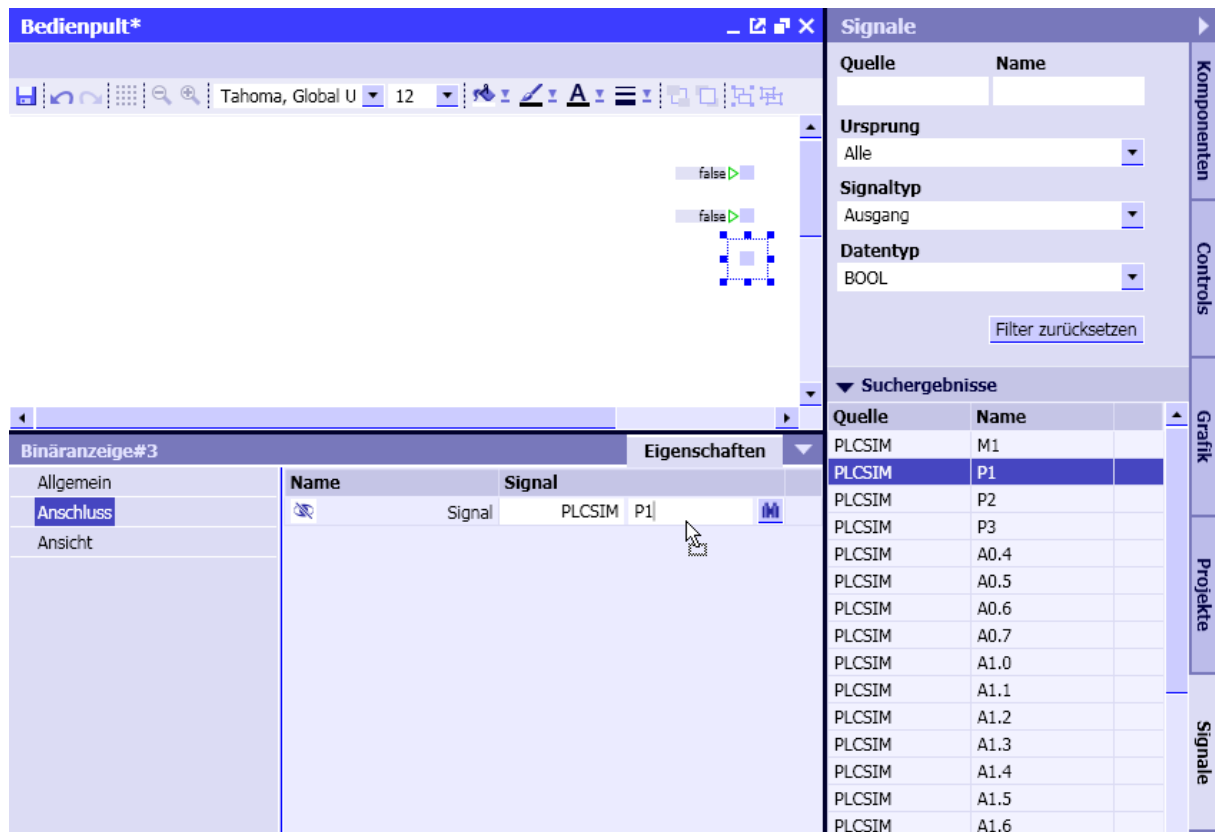 Bedienpult*
Tahoma, Global U
12
false
false
Binäranzeige#3
Eigenschaften
Allgemein
Anschluss
Ansicht
Name Signal
Signal PLCSIM P1
Signale
Quelle Name
Ursprung
Alle
Signaltyp
Ausgang
Datentyp
BOOL
Filter zurücksetzen
Suchergebnisse
Quelle Name
PLCSIM M1
PLCSIM P1
PLCSIM P2
PLCSIM P3
PLCSIM A0.4
PLCSIM A0.5
PLCSIM A0.6
PLCSIM A0.7
PLCSIM A1.0
PLCSIM A1.1
PLCSIM A1.2
PLCSIM A1.3
PLCSIM A1.4
PLCSIM A1.5
PLCSIM A1.6
Komponenten
Controls
Grafik
Projekte
Signale